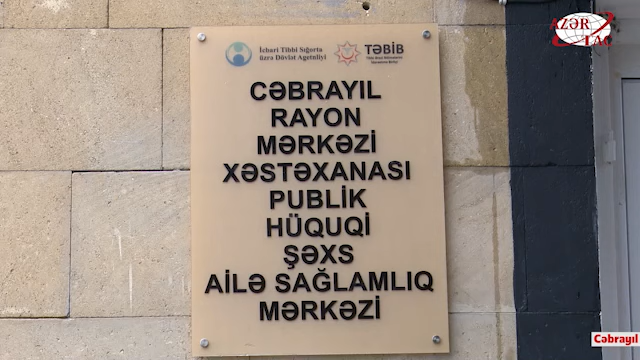 İcbari Tibbi Sığorta
üzrə Dövlət Agentliyi
TƏBİB
CƏBRAYIL
RAYON
MƏRKƏZİ
XƏSTƏXANASI
PUBLİK
HÜQUQİ
ŞƏXS
AİLƏ SAĞLAMLIQ
MƏRKƏZİ
AZƏR
TAC
Cəbrayıl